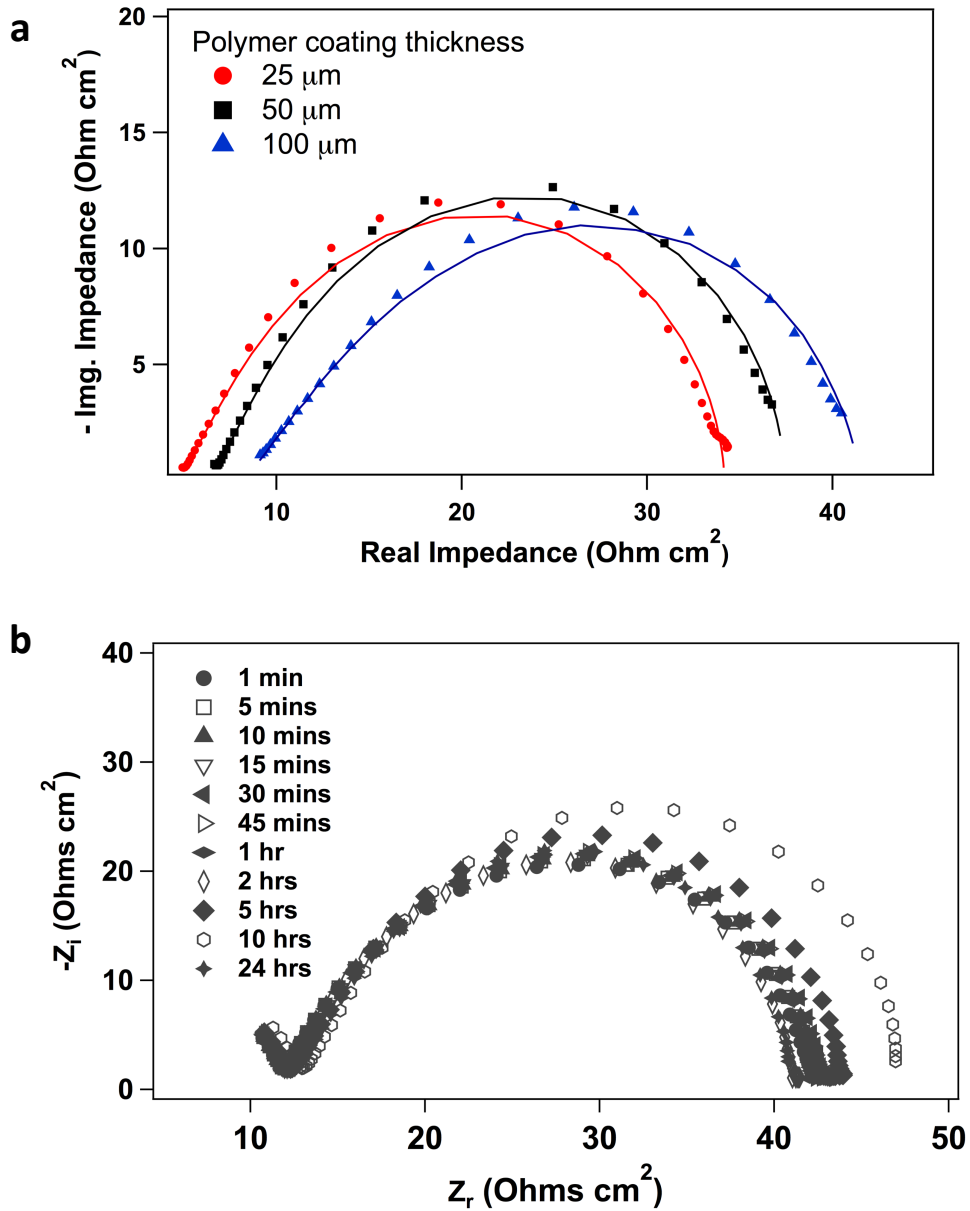 a
20
15
10
5
- Img. Impedance (Ohm cm2)
Polymer coating thickness
25 μm
50 μm
100 μm
10
20
30
40
Real Impedance (Ohm cm2)
b
40
30
20
10
0
-Zi (Ohms cm2)
1 min
5 mins
10 mins
15 mins
30 mins
45 mins
1 hr
2 hrs
5 hrs
10 hrs
24 hrs
10
20
30
40
50
Zr (Ohms cm2)